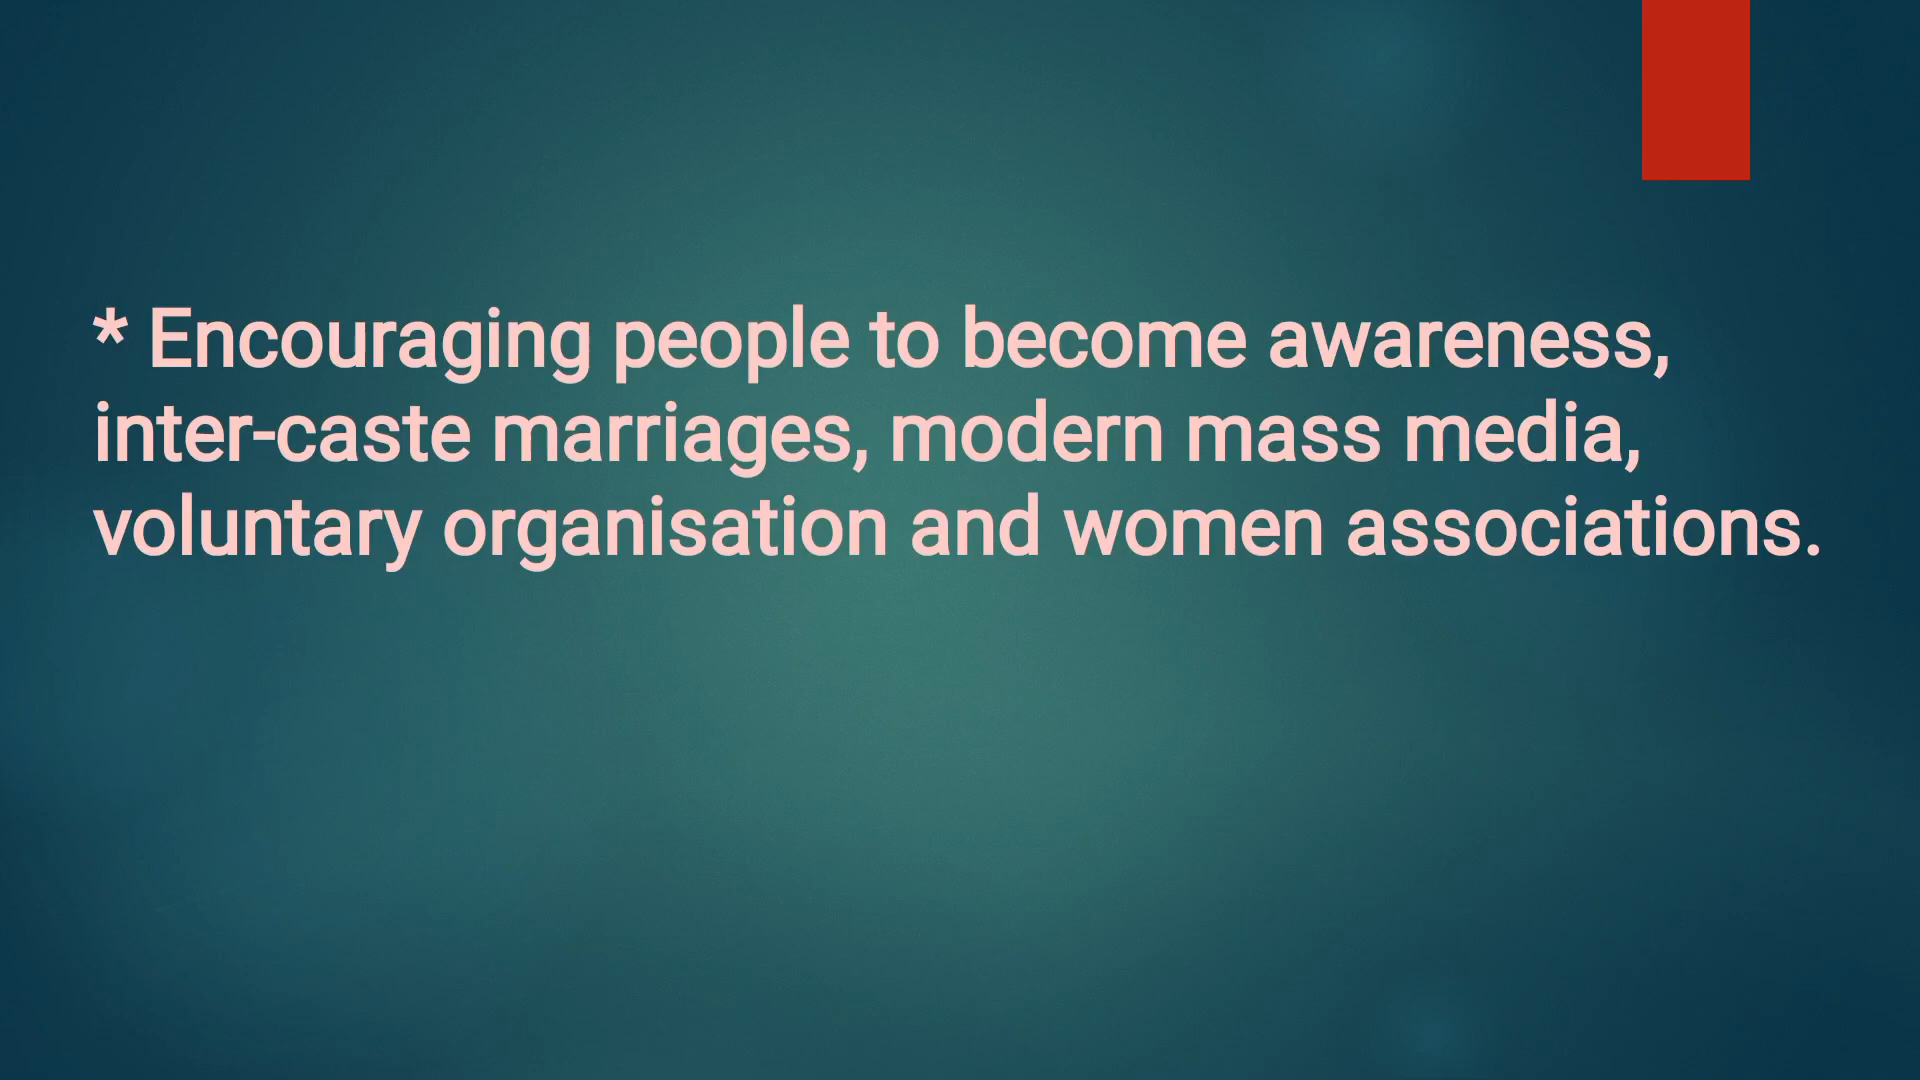 * Encouraging people to become awareness,
inter-caste marriages, modern mass media,
voluntary organisation and women associations.